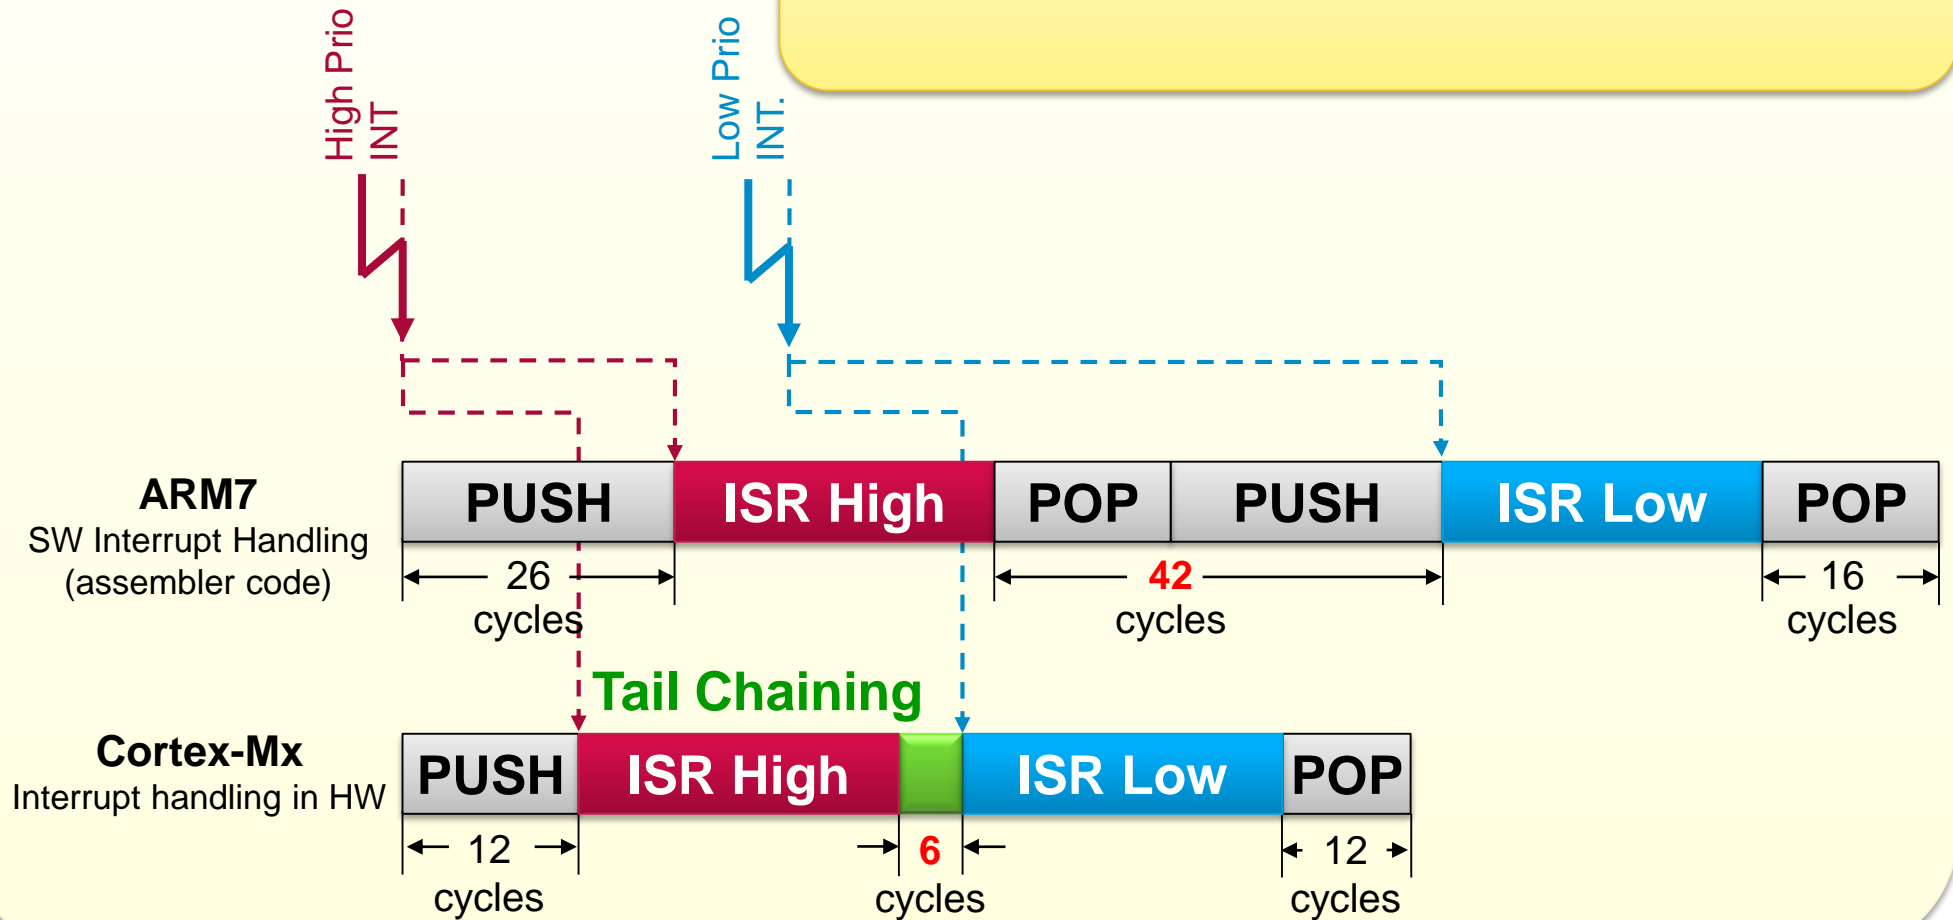 High Prio
INT
Low Prio
INT.
ARM7
SW Interrupt Handling
(assembler code)
PUSH
ISR High
POP
PUSH
ISR Low
POP
26
cycles
42
cycles
16
cycles
Tail Chaining
Cortex-Mx
Interrupt handling in HW
PUSH
ISR High
ISR Low
POP
12
cycles
6
cycles
12
cycles